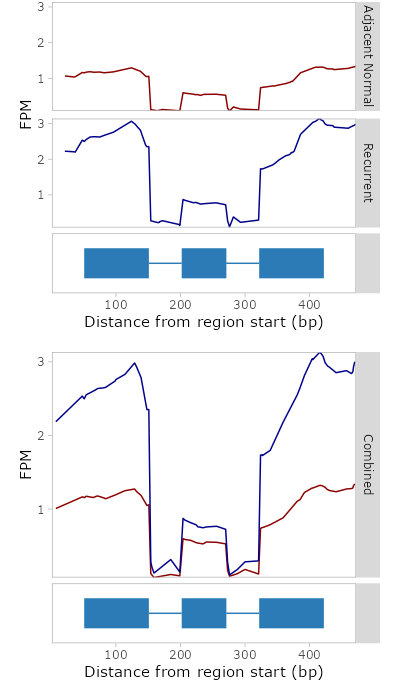 3
2
1
Adjacent Normal
FPM
3
2
1
Recurrent
100 200 300 400
Distance from region start (bp)
3
2
1
FPM
Combined
100 200 300 400
Distance from region start (bp)